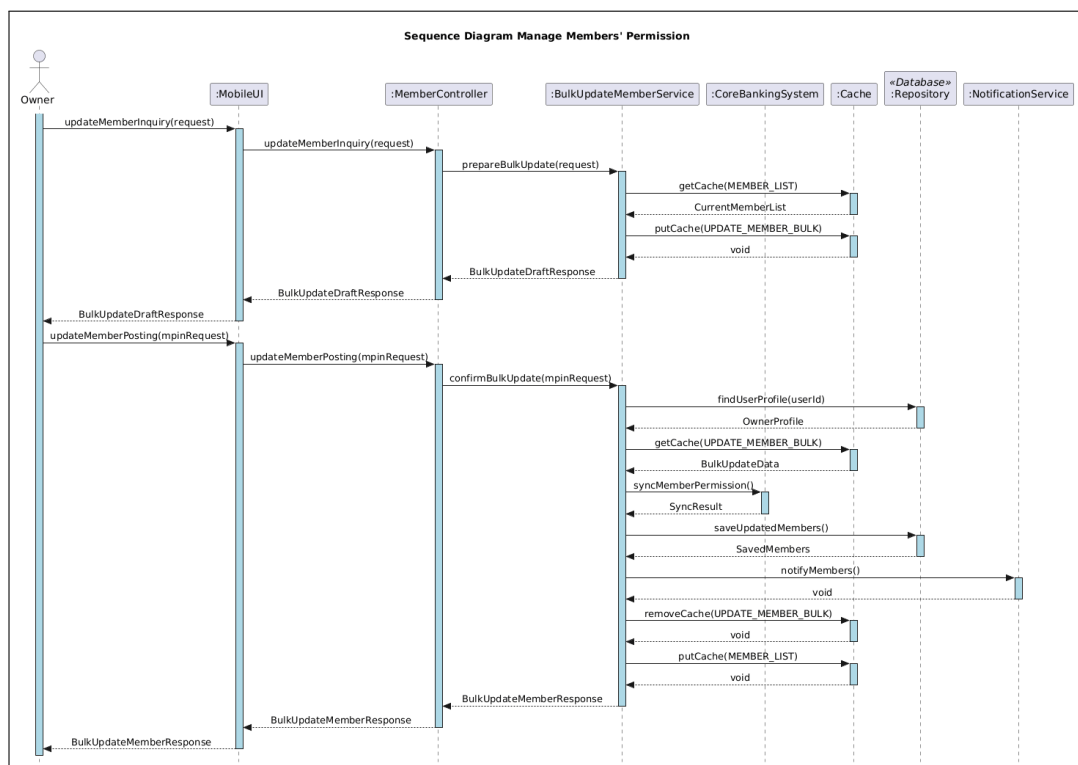 Sequence Diagram Manage Members' Permission
Owner
:MobileUI
:MemberController
:BulkUpdateMemberService
:CoreBankingSystem
:Cache
«Database»
:Repository
:NotificationService
updateMemberInquiry(request)
updateMemberInquiry(request)
prepareBulkUpdate(request)
getCache(MEMBER_LIST)
CurrentMemberList
putCache(UPDATE_MEMBER_BULK)
void
BulkUpdateDraftResponse
BulkUpdateDraftResponse
BulkUpdateDraftResponse
updateMemberPosting(mpinRequest)
updateMemberPosting(mpinRequest)
confirmBulkUpdate(mpinRequest)
findUserProfile(userId)
OwnerProfile
getCache(UPDATE_MEMBER_BULK)
BulkUpdateData
syncMemberPermission()
SyncResult
saveUpdatedMembers()
SavedMembers
notifyMembers()
void
removeCache(UPDATE_MEMBER_BULK)
void
putCache(MEMBER_LIST)
void
BulkUpdateMemberResponse
BulkUpdateMemberResponse
BulkUpdateMemberResponse